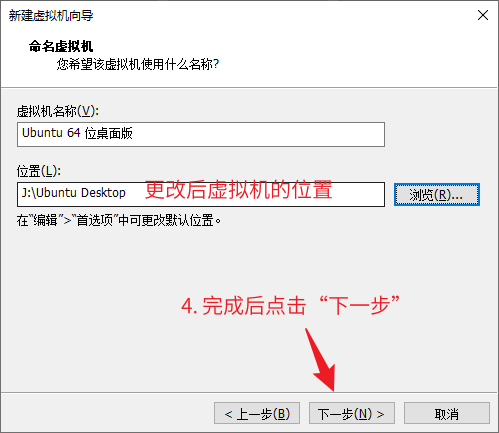 新建虚拟机向导
命名虚拟机
您希望该虚拟机使用什么名称?
虚拟机名称(V):
Ubuntu 64 位桌面版
位置(L):
J:\Ubuntu Desktop 更改后虚拟机的位置
浏览(R)...
在“编辑”>“首选项”中可更改默认位置。
4. 完成后点击“下一步”
< 上一步(B) 下一步(N) > 取消